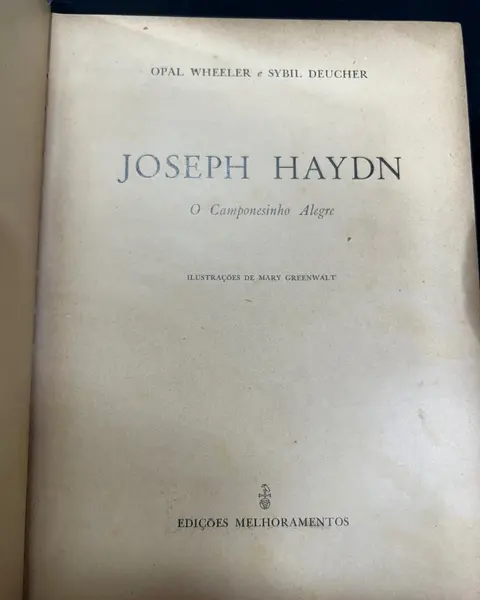 OPAL WHEELER e SYBIL DEUCHER
JOSEPH HAYDN
O Camponesinho Alegre
ILUSTRAÇÕES DE MARY GREENWALT
EDIÇÕES MELHORAMENTOS